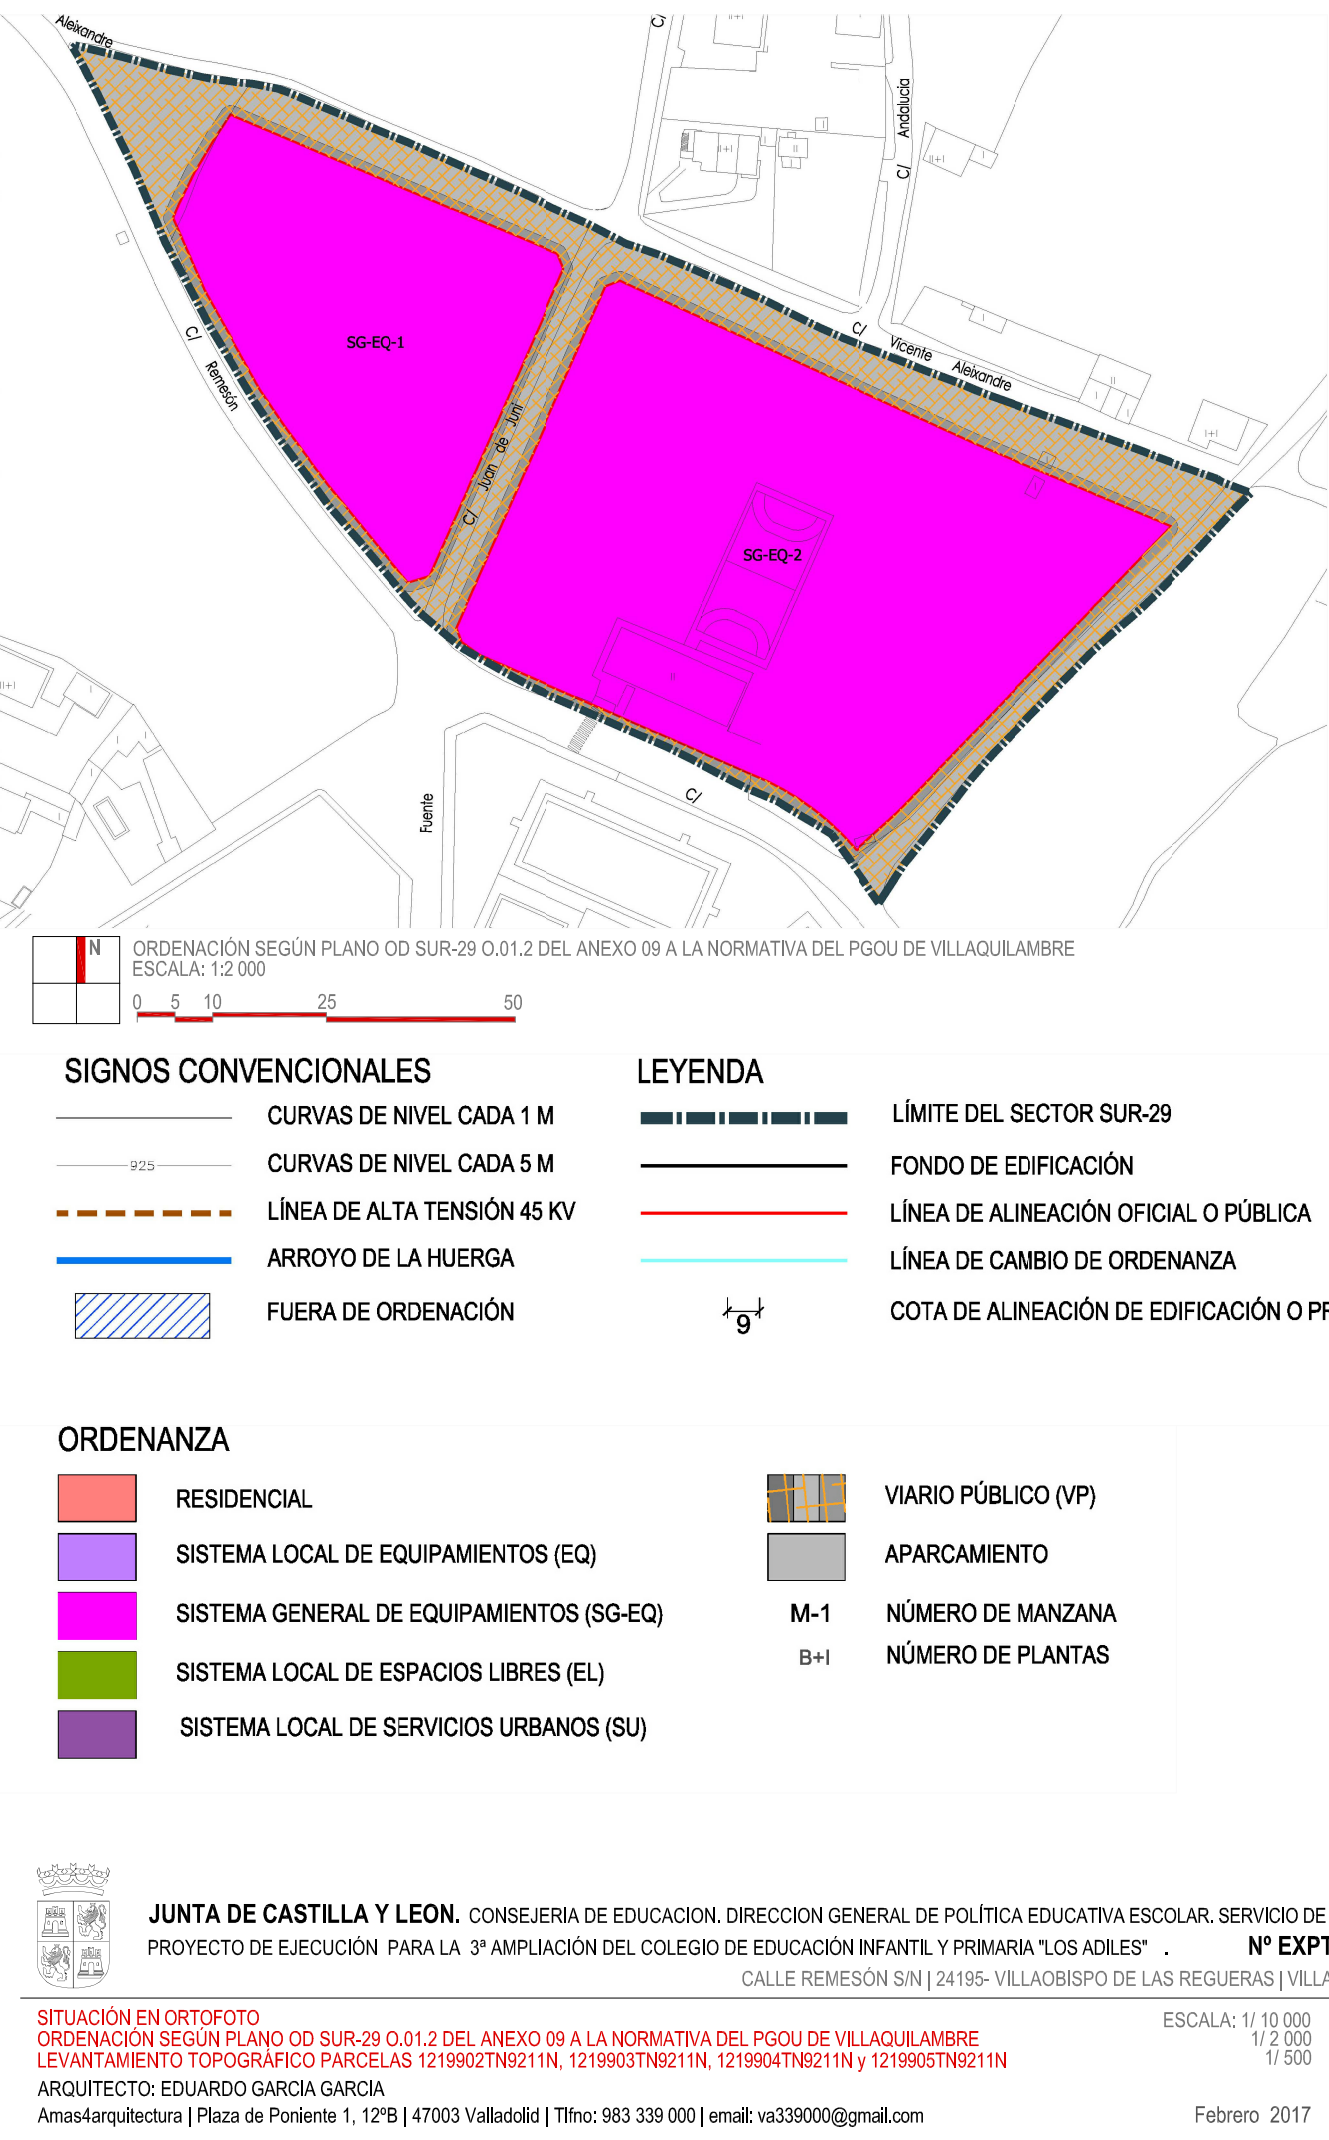 Aleixandre
C/
C/ Andalucia
II+I
I
II+I
I
II
II+I
I
C/ Vicente Aleixandre
C/ Remesón
SG-EQ-1
C/ Juan de Juni
SG-EQ-2
II
I
II
I
I
I+I
II+I
I
I
I
I
I
Fuente
C/
N
ORDENACIÓN SEGÚN PLANO OD SUR-29 O.01.2 DEL ANEXO 09 A LA NORMATIVA DEL PGOU DE VILLAQUILAMBRE
ESCALA: 1:2 000
0 5 10 25 50
SIGNOS CONVENCIONALES
CURVAS DE NIVEL CADA 1 M
925 CURVAS DE NIVEL CADA 5 M
LÍNEA DE ALTA TENSIÓN 45 KV
ARROYO DE LA HUERGA
FUERA DE ORDENACIÓN
LEYENDA
LÍMITE DEL SECTOR SUR-29
FONDO DE EDIFICACIÓN
LÍNEA DE ALINEACIÓN OFICIAL O PÚBLICA
LÍNEA DE CAMBIO DE ORDENANZA
9 COTA DE ALINEACIÓN DE EDIFICACIÓN O PR
ORDENANZA
RESIDENCIAL
SISTEMA LOCAL DE EQUIPAMIENTOS (EQ)
SISTEMA GENERAL DE EQUIPAMIENTOS (SG-EQ)
SISTEMA LOCAL DE ESPACIOS LIBRES (EL)
SISTEMA LOCAL DE SERVICIOS URBANOS (SU)
VIARIO PÚBLICO (VP)
APARCAMIENTO
M-1 NÚMERO DE MANZANA
B+I NÚMERO DE PLANTAS
JUNTA DE CASTILLA Y LEON. CONSEJERIA DE EDUCACION. DIRECCION GENERAL DE POLÍTICA EDUCATIVA ESCOLAR. SERVICIO DE
PROYECTO DE EJECUCIÓN PARA LA 3ª AMPLIACIÓN DEL COLEGIO DE EDUCACIÓN INFANTIL Y PRIMARIA "LOS ADILES" . Nº EXPT
CALLE REMESÓN S/N | 24195- VILLAOBISPO DE LAS REGUERAS | VILLA
SITUACIÓN EN ORTOFOTO
ORDENACIÓN SEGÚN PLANO OD SUR-29 O.01.2 DEL ANEXO 09 A LA NORMATIVA DEL PGOU DE VILLAQUILAMBRE
LEVANTAMIENTO TOPOGRÁFICO PARCELAS 1219902TN9211N, 1219903TN9211N, 1219904TN9211N y 1219905TN9211N
ESCALA: 1/ 10 000
1/ 2 000
1/ 500
ARQUITECTO: EDUARDO GARCIA GARCIA
Amas4arquitectura | Plaza de Poniente 1, 12ºB | 47003 Valladolid | Tlfno: 983 339 000 | email: va339000@gmail.com
Febrero 2017